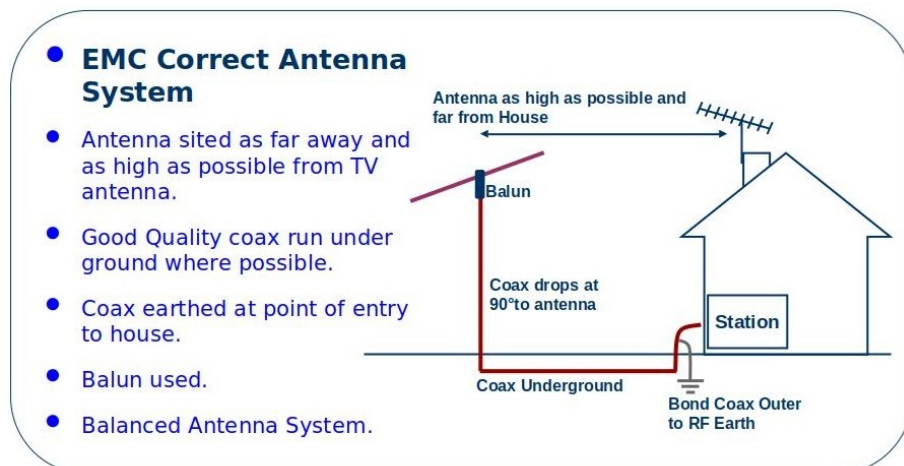 EMC Correct Antenna
System
Antenna sited as far away and
as high as possible from TV
antenna.
Good Quality coax run under
ground where possible.
Coax earthed at point of entry
to house.
Balun used.
Balanced Antenna System.
Antenna as high as possible and
far from House
Balun
Coax drops at
90°to antenna
Station
Coax Underground
Bond Coax Outer
to RF Earth